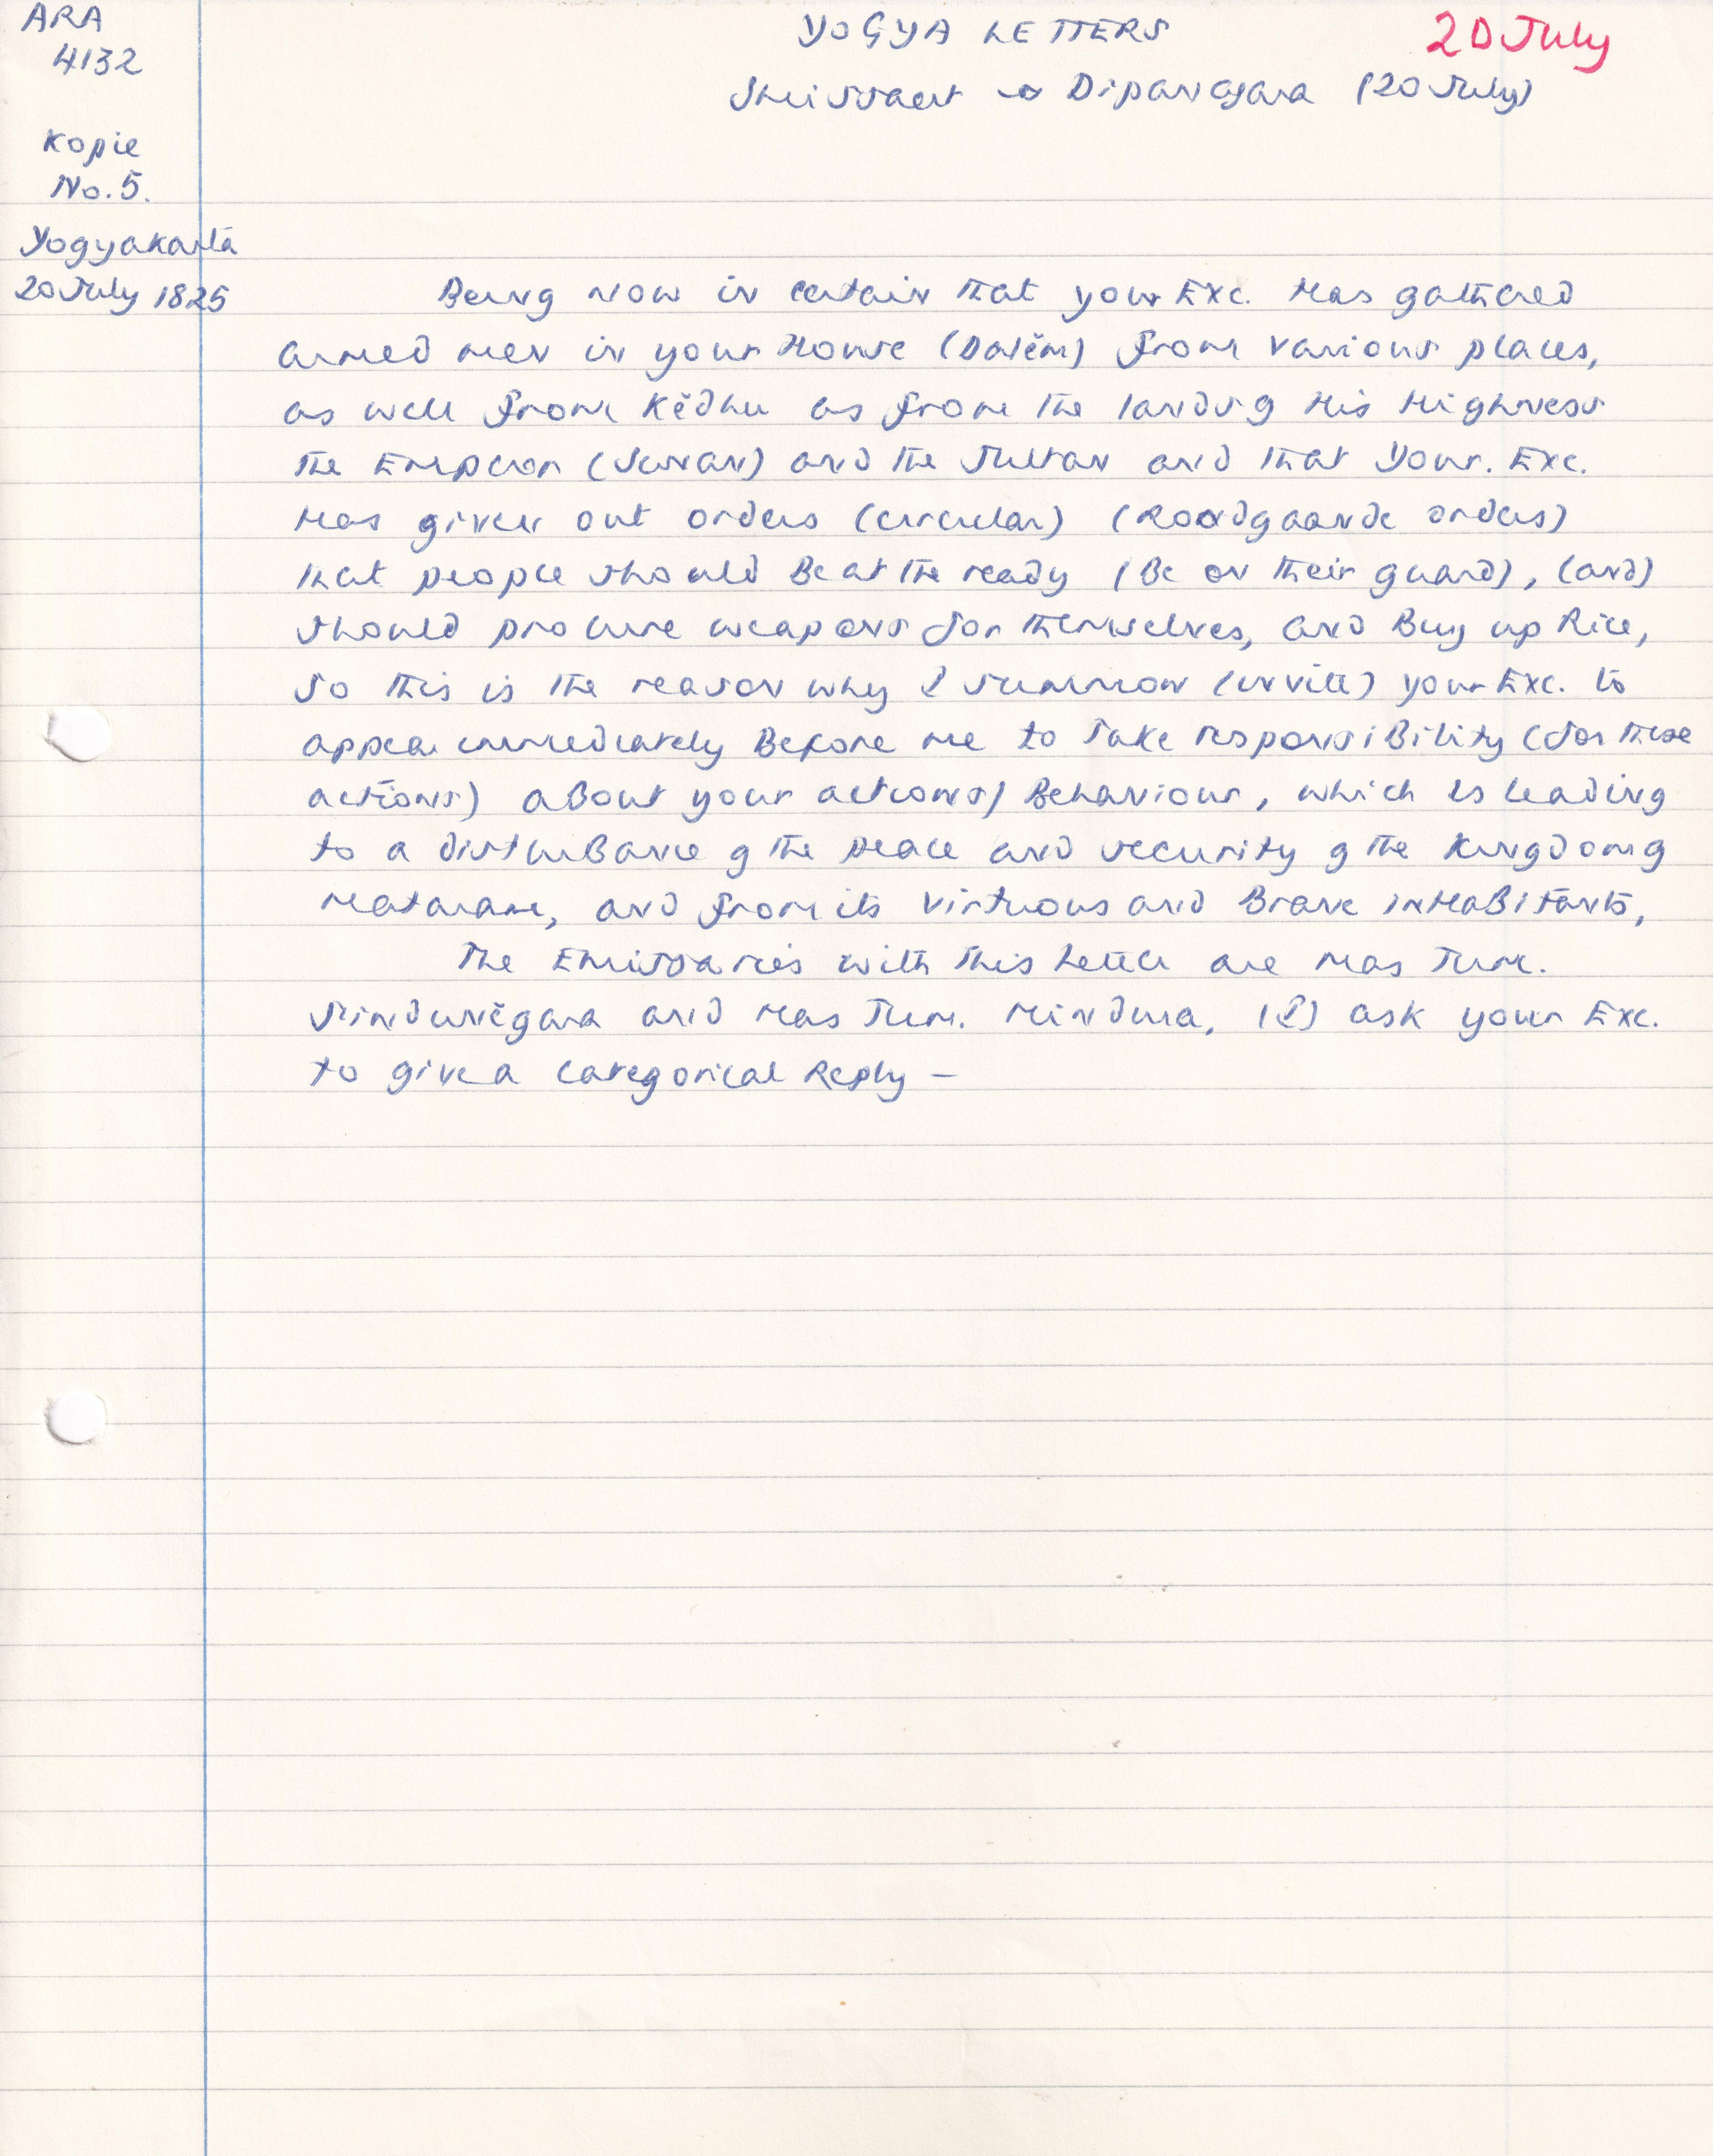 ARA
4132
YOGYA LETTERS
20 July
Smissaert to Dipanagara (20 July)
Kopie
No. 5.
Yogyakarta
20 July 1825
Being now in certain that your Exc. Has gathered
armed men in your House (Dalĕm) from various places,
as well from Kĕdhu as from the lands of His Highness
the Emperor (Sunan) and the Sultan and that Your. Exc.
Has given out orders (circular) (Rondgaande orders)
that people should Be at the ready (Be on their guard), (and)
should procure weapons for themselves, and Buy up Rice,
so this is the reason why I summon (invite) your Exc. to
appear immediately Before me to take responsiBility (for these
actions) aBout your actions/Behaviour, which is leading
to a disturBance of the peace and security of the Kingdom of
Mataram, and from its virtuous and Brave inHaBitants,
The Emissaries with this Letter are Mas Tum.
Sindunĕgara and Mas Tum. Mindura, (I) ask your Exc.
to give a categorical Reply –